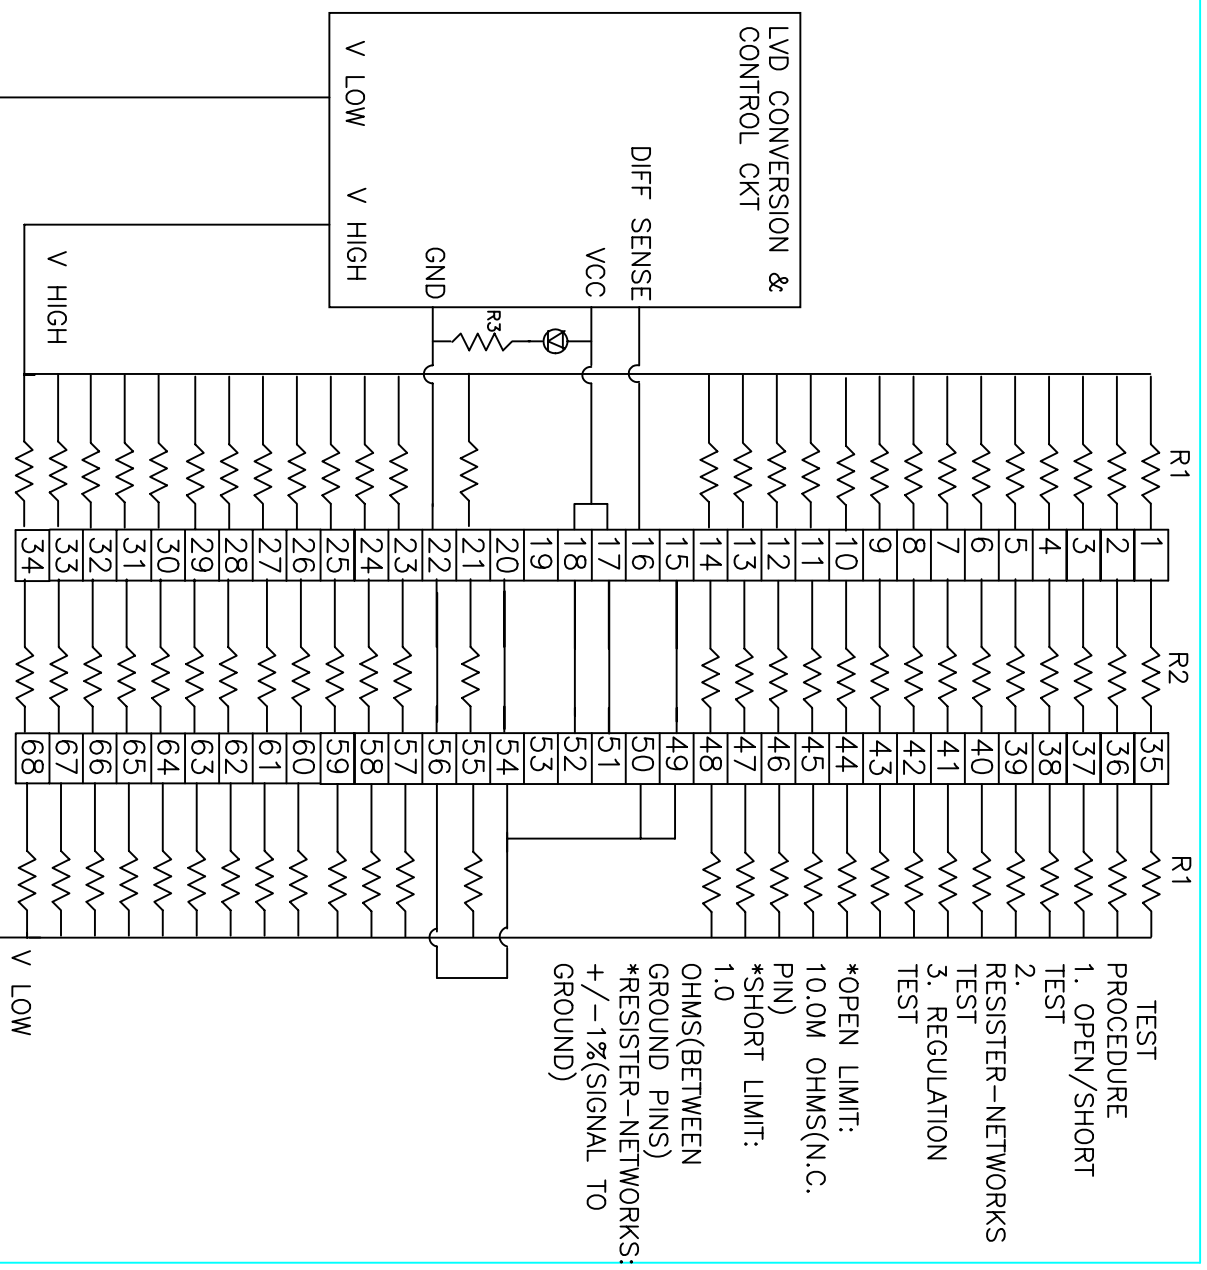 LVD CONVERSION &
CONTROL CKT
DIFF SENSE
VCC
GND
V LOW
V HIGH
V HIGH
R3
R1
1
2
3
4
5
6
7
8
9
10
11
12
13
14
15
16
17
18
19
20
21
22
23
24
25
26
27
28
29
30
31
32
33
34
R2
35
36
37
38
39
40
41
42
43
44
45
46
47
48
49
50
51
52
53
54
55
56
57
58
59
60
61
62
63
64
65
66
67
68
R1
V LOW
TEST
PROCEDURE
1. OPEN/SHORT
TEST
2.
RESISTER-NETWORKS
TEST
3. REGULATION
TEST
*OPEN LIMIT:
10.0M OHMS(N.C.
PIN)
*SHORT LIMIT:
1.0
OHMS(BETWEEN
GROUND PINS)
*RESISTER-NETWORKS:
+/-1%(SIGNAL TO
GROUND)